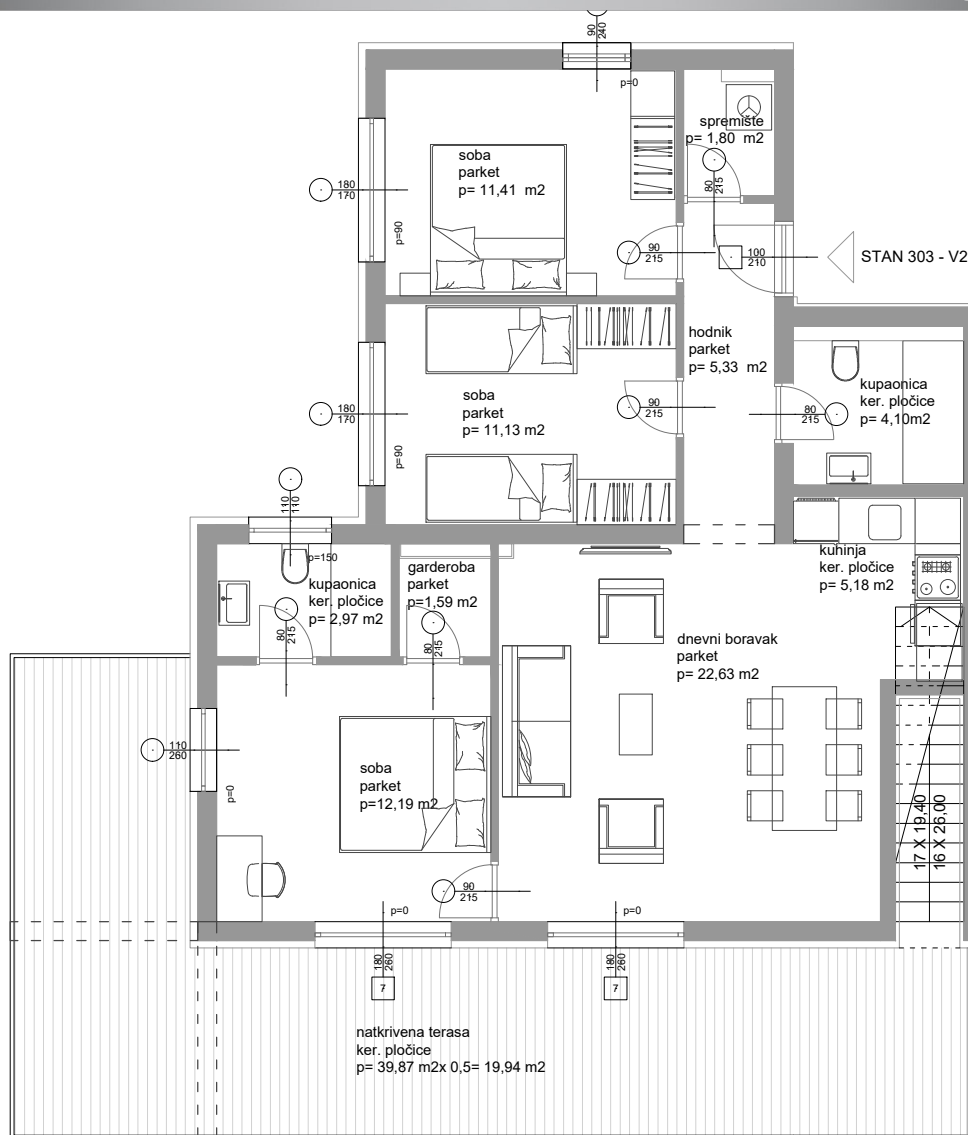 90
240
p=0
spremište
p= 1,80 m2
soba
parket
p= 11,41 m2
180
170
p=90
80
215
90
215
100
210
STAN 303 - V2
hodnik
parket
p= 5,33 m2
soba
parket
p= 11,13 m2
180
170
p=90
90
215
80
215
kupaonica
ker. pločice
p= 4,10m2
110
110
p=150
kupaonica
ker. pločice
p= 2,97 m2
garderoba
parket
p=1,59 m2
80
215
80
215
kuhinja
ker. pločice
p= 5,18 m2
dnevni boravak
parket
p= 22,63 m2
110
260
p=0
soba
parket
p=12,19 m2
17 X 19,40
16 X 26,00
90
215
p=0
p=0
180
260
7
180
260
7
natkrivena terasa
ker. pločice
p= 39,87 m2x 0,5= 19,94 m2